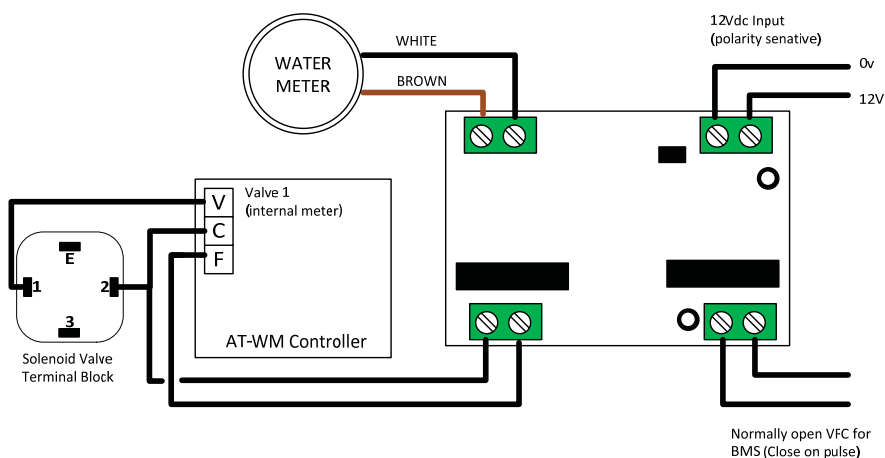 12Vdc Input
(polarity senative)
0v
12V
WHITE
BROWN
WATER
METER
Valve 1
(internal meter)
V
C
F
E
1
2
3
AT-WM Controller
Solenoid Valve
Terminal Block
Normally open VFC for
BMS (Close on pulse)